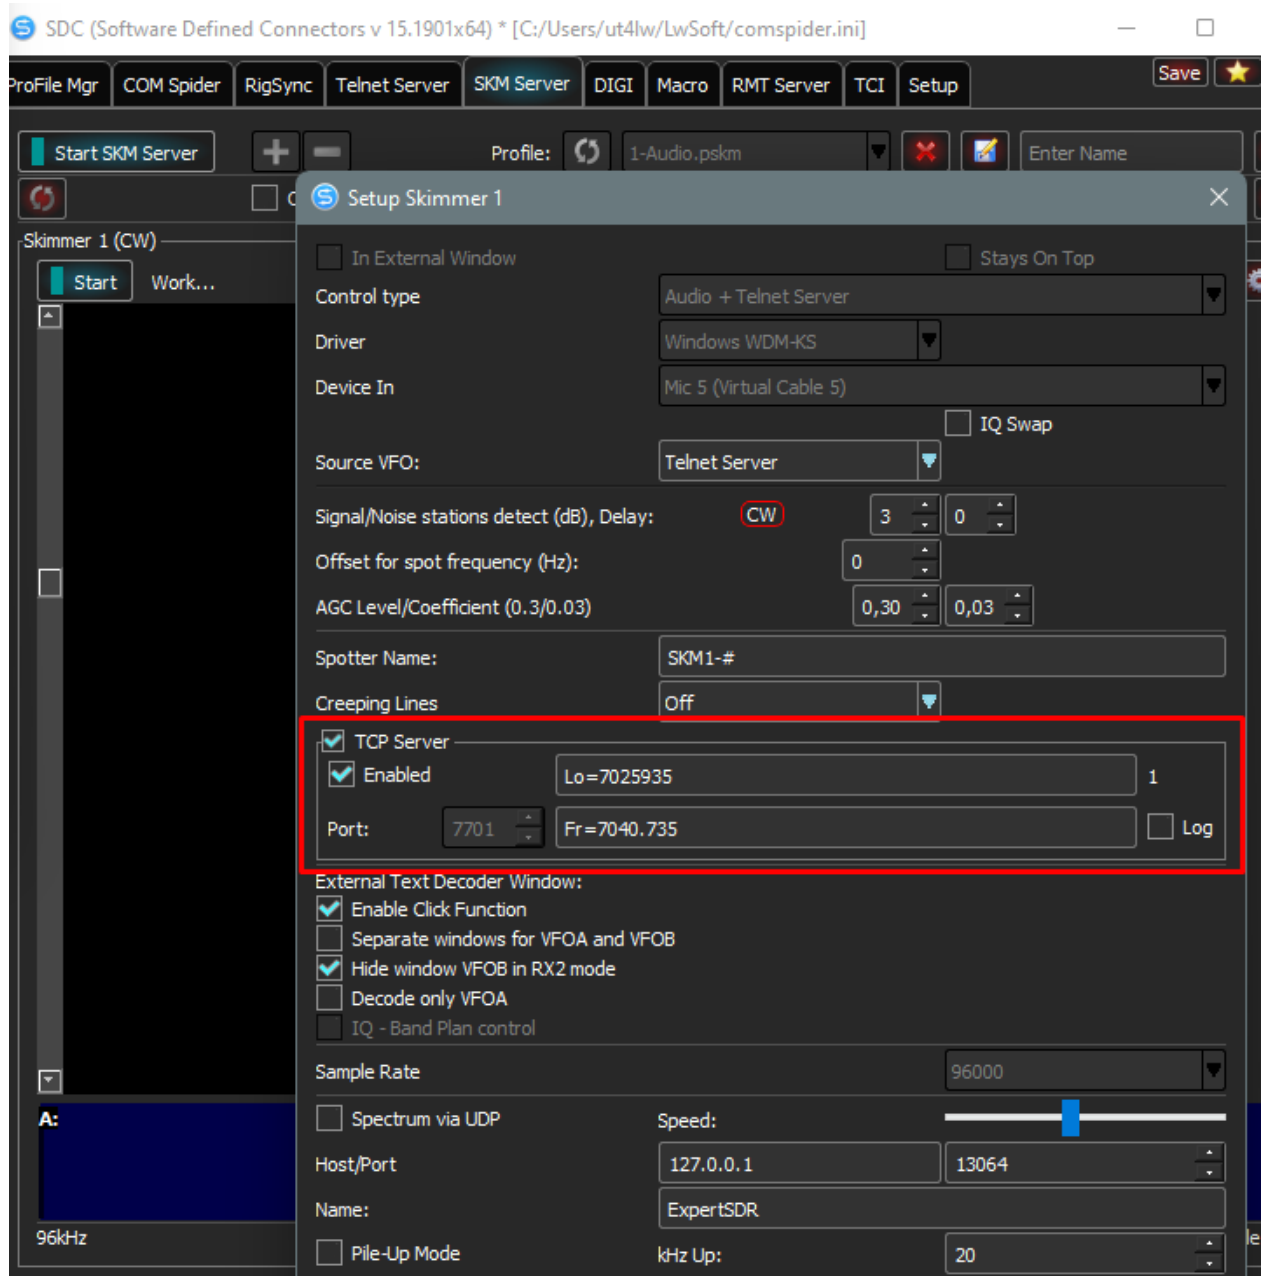 SDC (Software Defined Connectors v 15.1901x64) * [C:/Users/ut4lw/LwSoft/comspider.ini]
ProFile Mgr COM Spider RigSync Telnet Server SKM Server DIGI Macro RMT Server TCI Setup Save
Start SKM Server Profile: 1-Audio.pskm Enter Name
Setup Skimmer 1
Skimmer 1 (CW)
Start Work...
In External Window Stays On Top
Control type Audio + Telnet Server
Driver Windows WDM-KS
Device In Mic 5 (Virtual Cable 5)
IQ Swap
Source VFO: Telnet Server
Signal/Noise stations detect (dB), Delay: CW 3 0
Offset for spot frequency (Hz): 0
AGC Level/Coefficient (0.3/0.03) 0,30 0,03
Spotter Name: SKM1-#
Creeping Lines Off
TCP Server
Enabled Lo=7025935 1
Port: 7701 Fr=7040.735 Log
External Text Decoder Window:
Enable Click Function
Separate windows for VFOA and VFOB
Hide window VFOB in RX2 mode
Decode only VFOA
IQ - Band Plan control
Sample Rate 96000
A:
Spectrum via UDP Speed:
Host/Port 127.0.0.1 13064
Name: ExpertSDR
96kHz
Pile-Up Mode kHz Up: 20